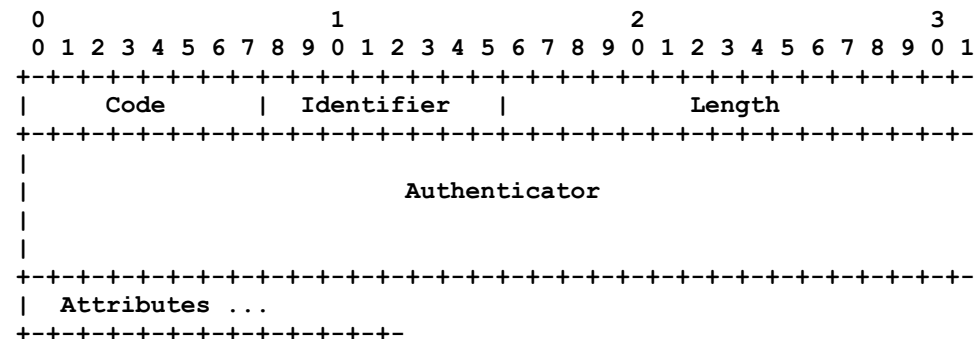 0                   1                   2                   3
0 1 2 3 4 5 6 7 8 9 0 1 2 3 4 5 6 7 8 9 0 1 2 3 4 5 6 7 8 9 0 1
+-+-+-+-+-+-+-+-+-+-+-+-+-+-+-+-+-+-+-+-+-+-+-+-+-+-+-+-+-+-+-+-
|     Code      |  Identifier   |            Length
+-+-+-+-+-+-+-+-+-+-+-+-+-+-+-+-+-+-+-+-+-+-+-+-+-+-+-+-+-+-+-+-
|
|                         Authenticator
|
|
+-+-+-+-+-+-+-+-+-+-+-+-+-+-+-+-+-+-+-+-+-+-+-+-+-+-+-+-+-+-+-+-
|  Attributes ...
+-+-+-+-+-+-+-+-+-+-+-+-+-